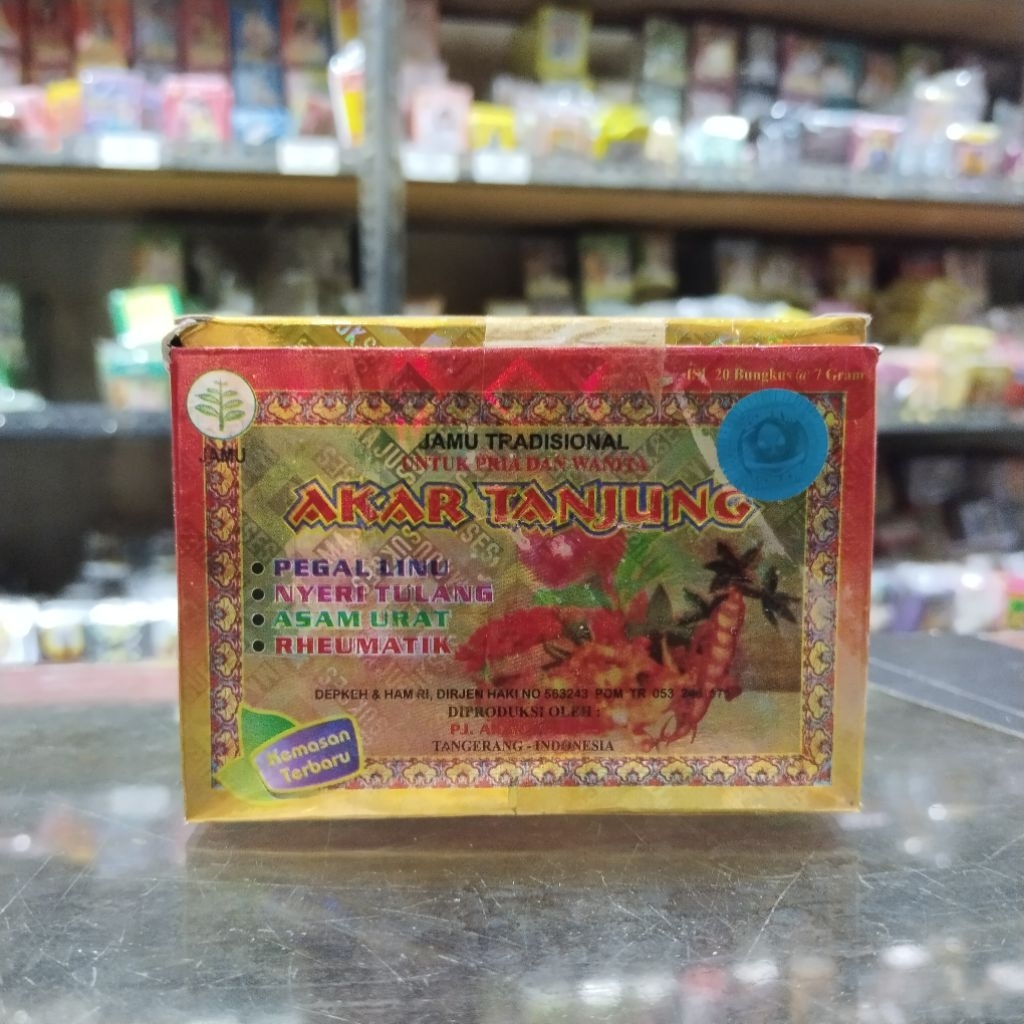 ISI 20 Bungkus @ 7 Gram
JAMU
JAMU TRADISIONAL
UNTUK PRIA DAN WANITA
AKAR TANJUNG
• PEGAL LINU
• NYERI TULANG
• ASAM URAT
• RHEUMATIK
DEPKEH & HAM RI, DIRJEN HAKI NO 563243 POM TR 053
DIPRODUKSI OLEH :
PJ.
TANGERANG - INDONESIA
Kemasan
Terbaru